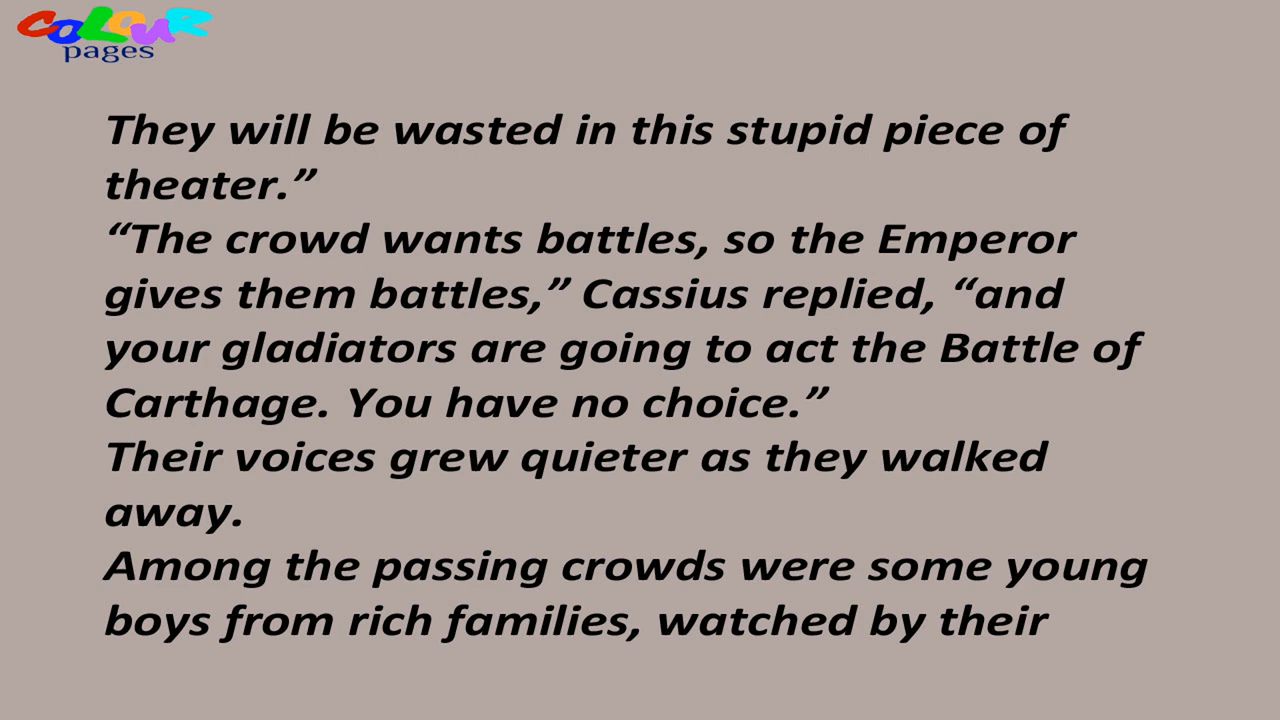 COLOUR
pages
They will be wasted in this stupid piece of
theater.”
“The crowd wants battles, so the Emperor
gives them battles,” Cassius replied, “and
your gladiators are going to act the Battle of
Carthage. You have no choice.”
Their voices grew quieter as they walked
away.
Among the passing crowds were some young
boys from rich families, watched by their